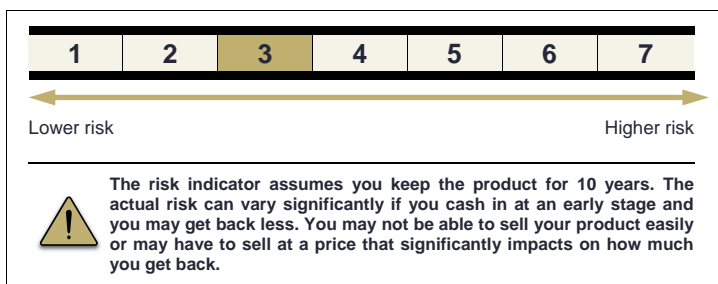 1 2 3 4 5 6 7
Lower risk Higher risk
The risk indicator assumes you keep the product for 10 years. The
actual risk can vary significantly if you cash in at an early stage and
you may get back less. You may not be able to sell your product easily
or may have to sell at a price that significantly impacts on how much
you get back.